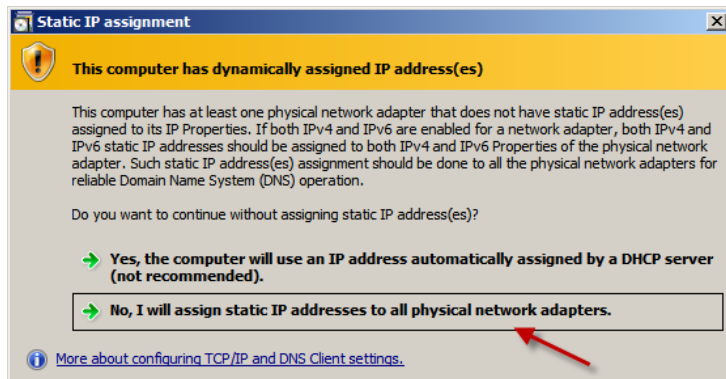 Static IP assignment
This computer has dynamically assigned IP address(es)
This computer has at least one physical network adapter that does not have static IP address(es)
assigned to its IP Properties. If both IPv4 and IPv6 are enabled for a network adapter, both IPv4 and
IPv6 static IP addresses should be assigned to both IPv4 and IPv6 Properties of the physical network
adapter. Such static IP address(es) assignment should be done to all the physical network adapters for
reliable Domain Name System (DNS) operation.
Do you want to continue without assigning static IP address(es)?
Yes, the computer will use an IP address automatically assigned by a DHCP server
(not recommended).
No, I will assign static IP addresses to all physical network adapters.
More about configuring TCP/IP and DNS Client settings.